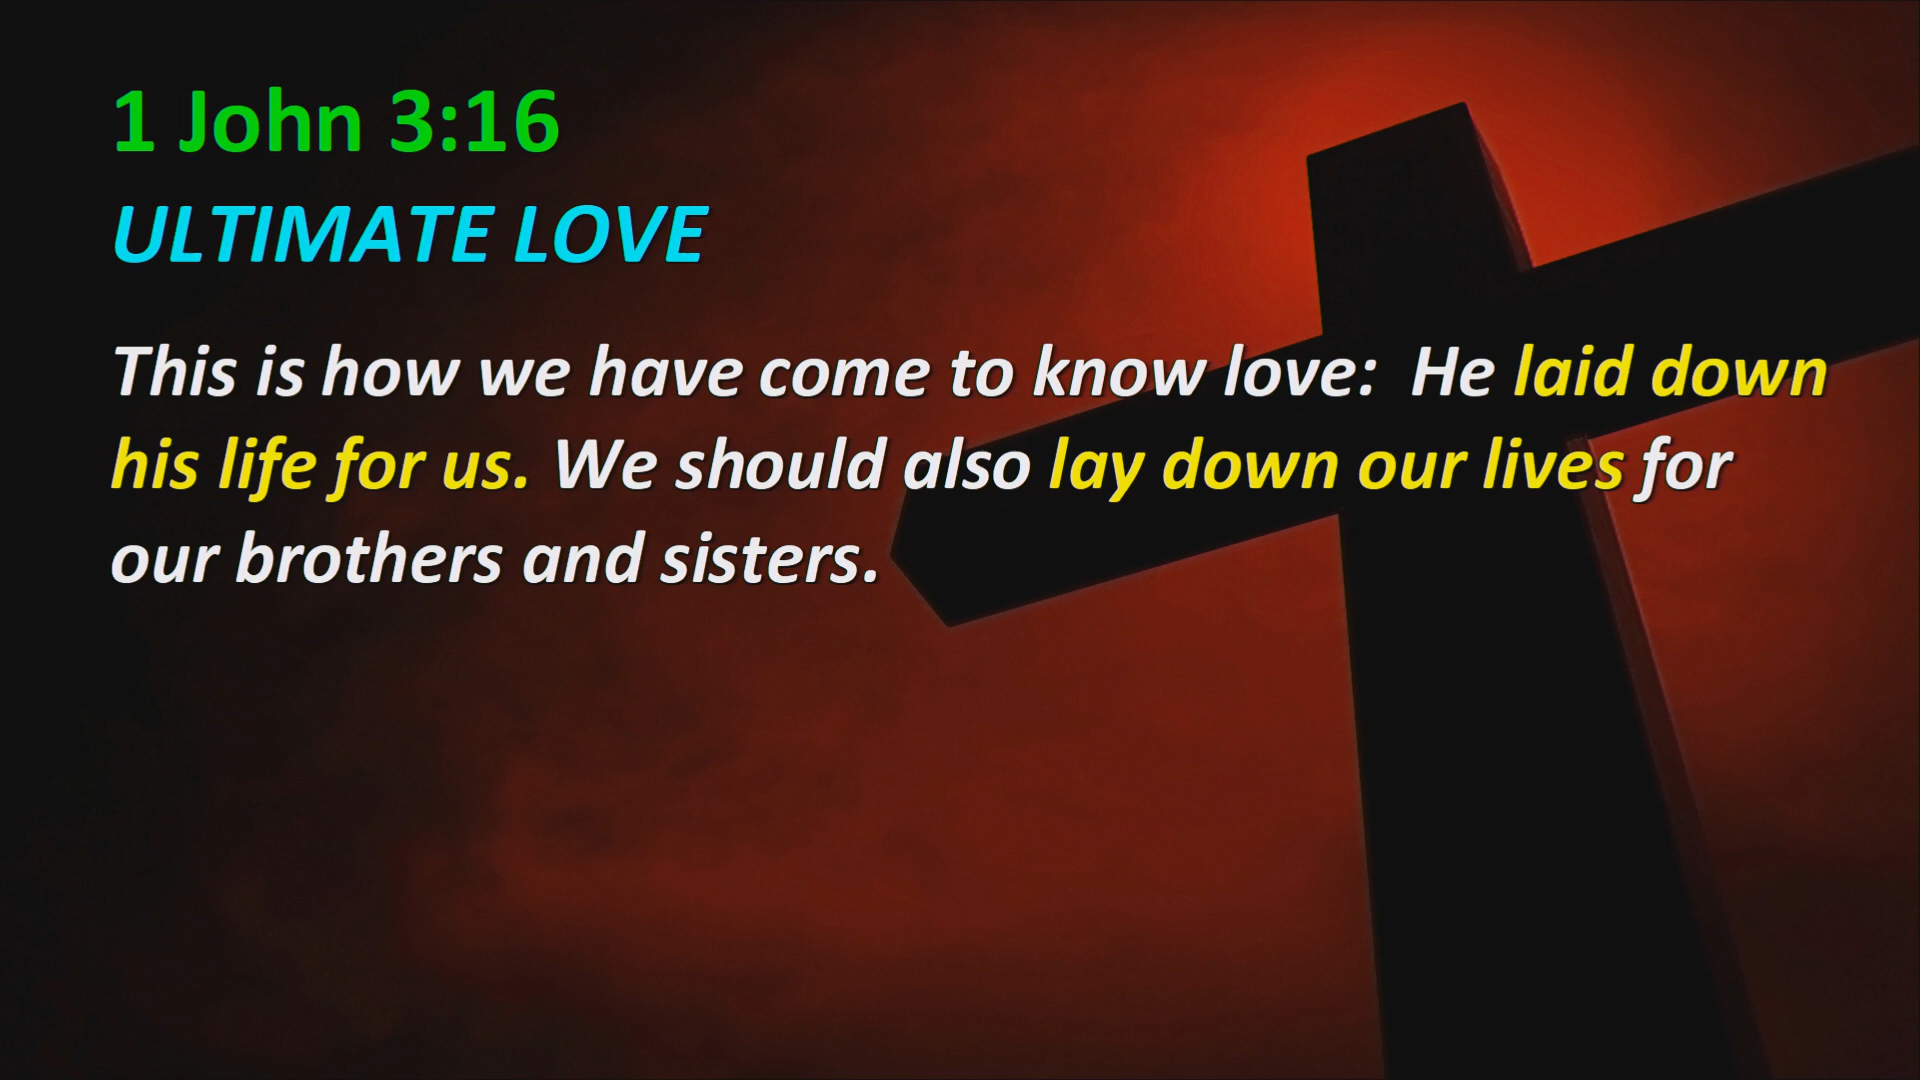 1 John 3:16
ULTIMATE LOVE
This is how we have come to know love:  He laid down
his life for us. We should also lay down our lives for
our brothers and sisters.